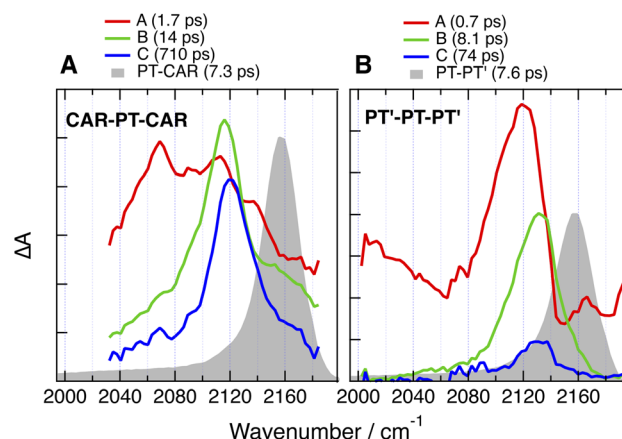 A (1.7 ps)
B (14 ps)
C (710 ps)
PT-CAR (7.3 ps)
A (0.7 ps)
B (8.1 ps)
C (74 ps)
PT-PT' (7.6 ps)
A
B
CAR-PT-CAR
PT'-PT-PT'
ΔA
2000 2040 2080 2120 2160
2000 2040 2080 2120 2160
Wavenumber / cm⁻¹